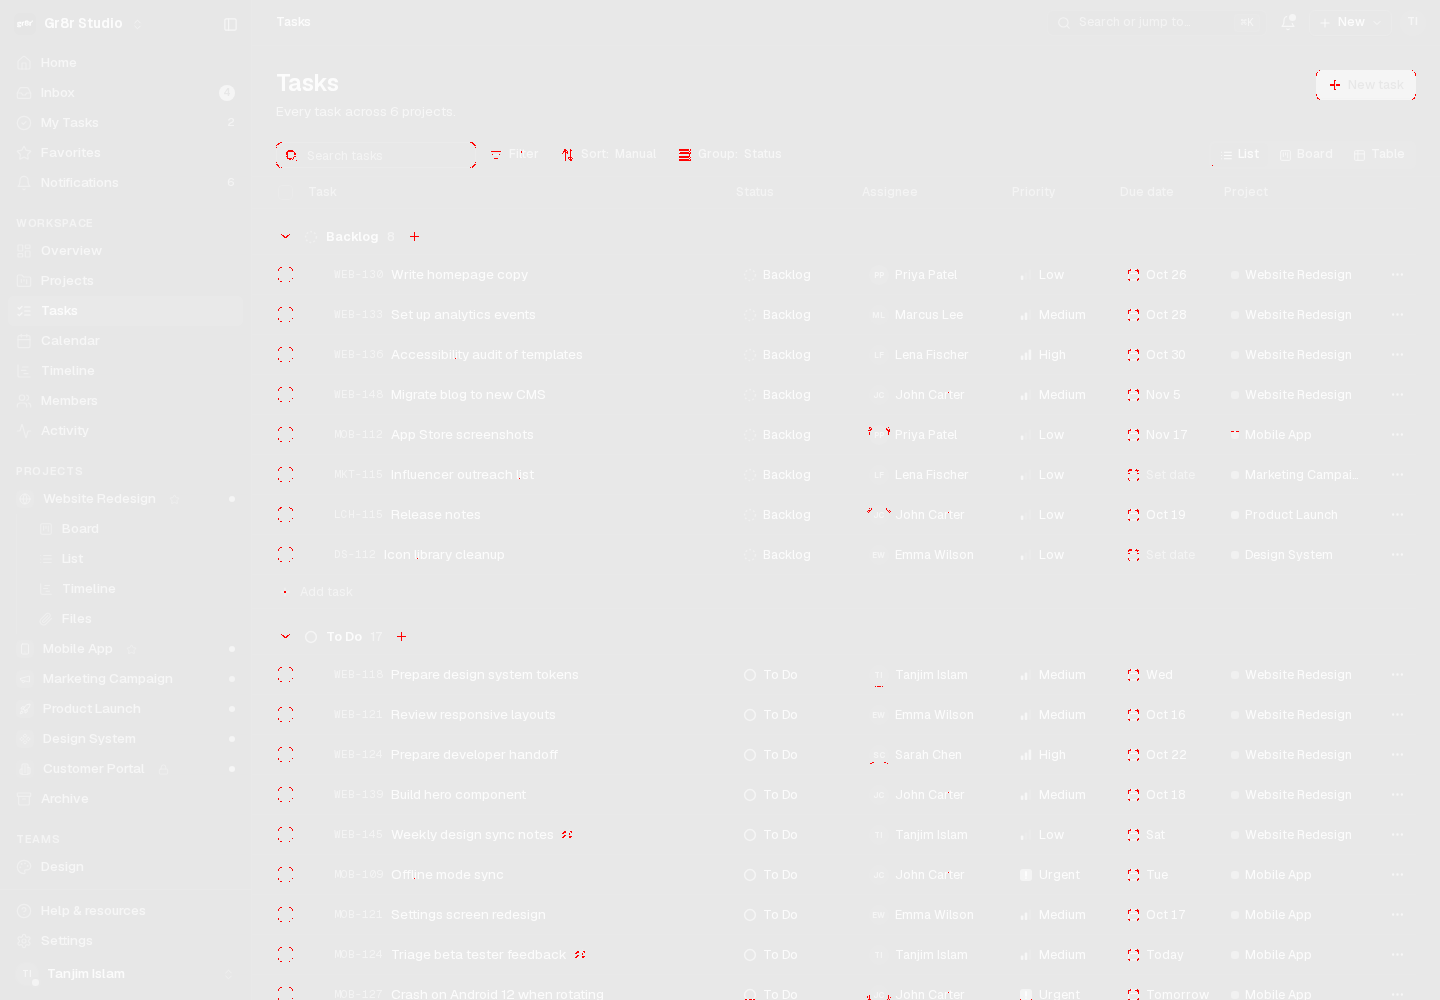 Gr8r Studio
Home
Inbox 4
My Tasks 2
Favorites
Notifications 6
WORKSPACE
Overview
Projects
Tasks
Calendar
Timeline
Members
Activity
PROJECTS
Website Redesign
Board
List
Timeline
Files
Mobile App
Marketing Campaign
Product Launch
Design System
Customer Portal
Archive
TEAMS
Design
Help & resources
Settings
TI Tanjim Islam
Tasks
Search or jump to... ⌘K
New
TI
Tasks
New task
Every task across 6 projects.
Search tasks Filter Sort: Manual Group: Status List Board Table
Task Status Assignee Priority Due date Project
Backlog 8
WEB-130 Write homepage copy Backlog PP Priya Patel Low Oct 26 Website Redesign
WEB-133 Set up analytics events Backlog ML Marcus Lee Medium Oct 28 Website Redesign
WEB-136 Accessibility audit of templates Backlog LF Lena Fischer High Oct 30 Website Redesign
WEB-148 Migrate blog to new CMS Backlog JC John Carter Medium Nov 5 Website Redesign
MOB-112 App Store screenshots Backlog Priya Patel Low Nov 17 Mobile App
MKT-115 Influencer outreach list Backlog LF Lena Fischer Low Set date Marketing Campai...
LCH-115 Release notes Backlog JC John Carter Low Oct 19 Product Launch
DS-112 Icon library cleanup Backlog EW Emma Wilson Low Set date Design System
Add task
To Do 17
WEB-118 Prepare design system tokens To Do TI Tanjim Islam Medium Wed Website Redesign
WEB-121 Review responsive layouts To Do EW Emma Wilson Medium Oct 16 Website Redesign
WEB-124 Prepare developer handoff To Do SC Sarah Chen High Oct 22 Website Redesign
WEB-139 Build hero component To Do JC John Carter Medium Oct 18 Website Redesign
WEB-145 Weekly design sync notes To Do TI Tanjim Islam Low Sat Website Redesign
MOB-109 Offline mode sync To Do JC John Carter Urgent Tue Mobile App
MOB-121 Settings screen redesign To Do EW Emma Wilson Medium Oct 17 Mobile App
MOB-124 Triage beta tester feedback To Do TI Tanjim Islam Medium Today Mobile App
MOB-127 Crash on Android 12 when rotating To Do John Carter Urgent Tomorrow Mobile App